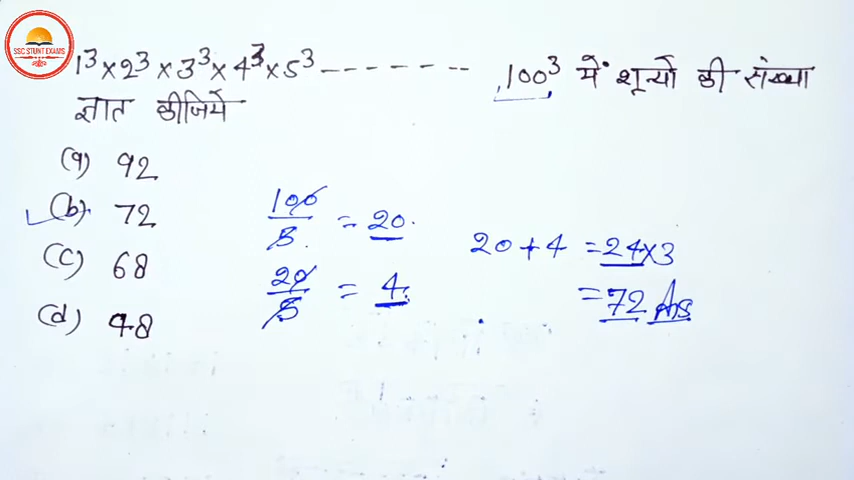 SSC STUNT EXAMS
1³ × 2³ × 3³ × 4³ × 5³ -------- 100³ में शून्यो की संख्या
ज्ञात कीजिये
(a) 92
(b) 72
(c) 68
(d) 48
100/5 = 20
20/5 = 4
20 + 4 = 24 × 3
= 72 Ans